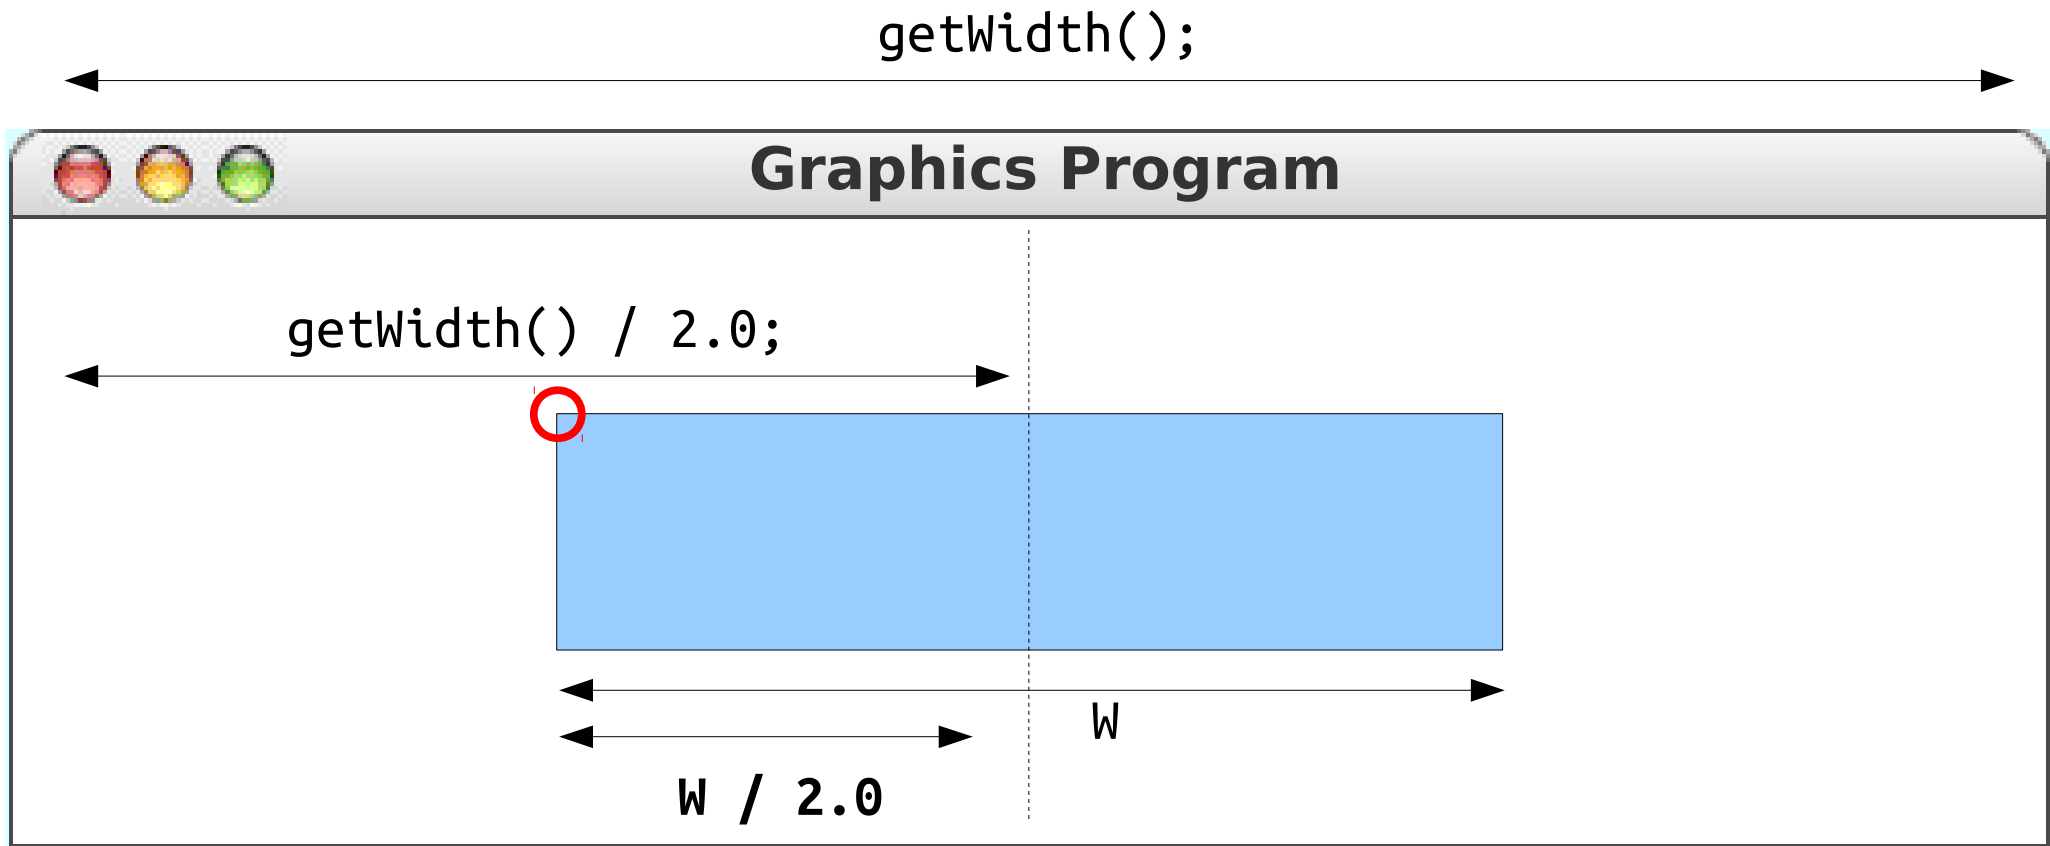 getWidth();
Graphics Program
getWidth() / 2.0;
W
W / 2.0